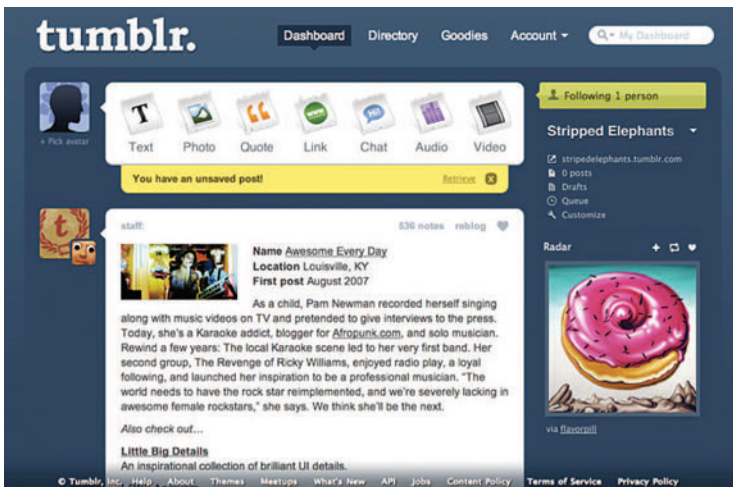 tumblr.
Dashboard Directory Goodies Account
My Dashboard
+ Pick avatar
T www Hi!
Text Photo Quote Link Chat Audio Video
You have an unsaved post! Retrieve X
Following 1 person
Stripped Elephants
stripedelephants.tumblr.com
0 posts
Drafts
Queue
Customize
Radar
via flavorpill
t
staff: 536 notes reblog
Name Awesome Every Day
Location Louisville, KY
First post August 2007
As a child, Pam Newman recorded herself singing
along with music videos on TV and pretended to give interviews to the press.
Today, she's a Karaoke addict, blogger for Afropunk.com, and solo musician.
Rewind a few years: The local Karaoke scene led to her very first band. Her
second group, The Revenge of Ricky Williams, enjoyed radio play, a loyal
following, and launched her inspiration to be a professional musician. "The
world needs to have the rock star reimplemented, and we're severely lacking in
awesome female rockstars," she says. We think she'll be the next.
Also check out...
Little Big Details
An inspirational collection of brilliant UI details.
© Tumblr, Inc. Help About Themes Meetups What's New API Jobs Content Policy Terms of Service Privacy Policy